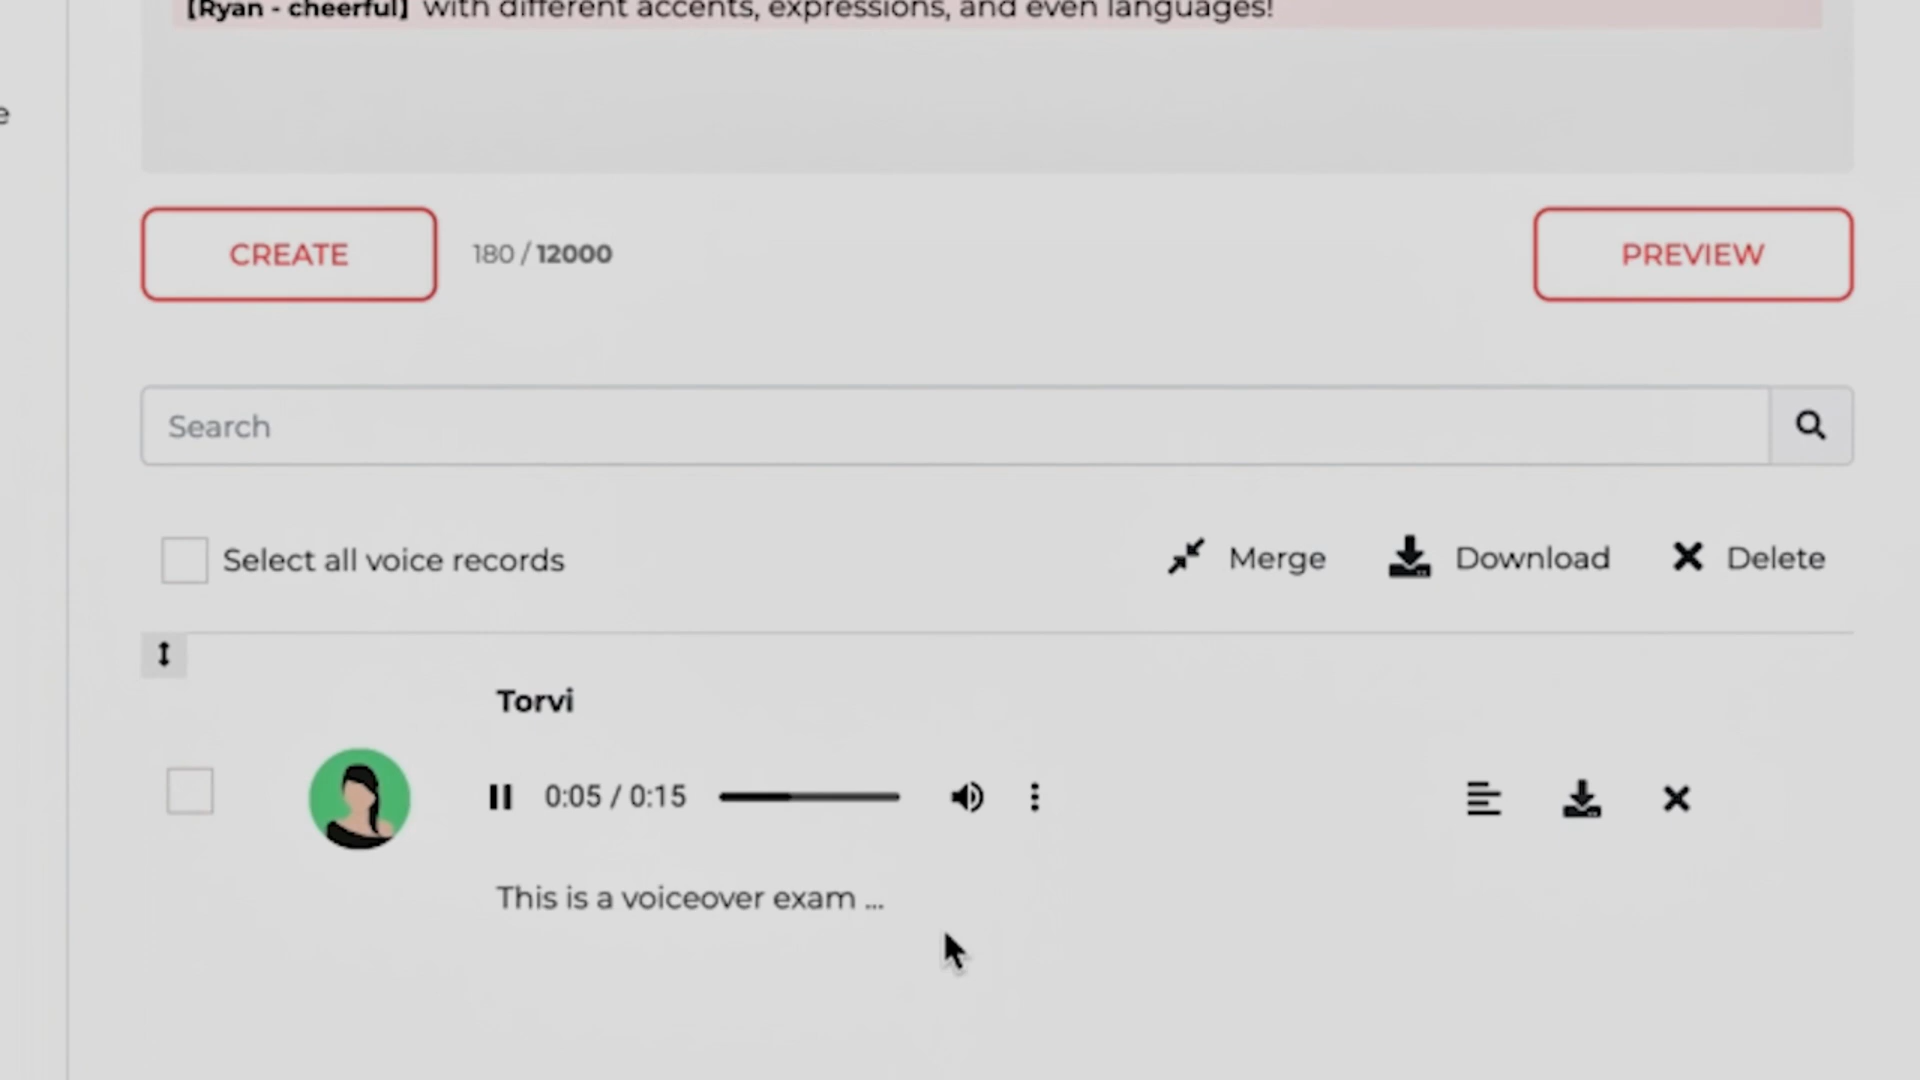 [Ryan - cheerful] with different accents, expressions, and even languages!
e
CREATE
180 / 12000
PREVIEW
Search
Select all voice records
Merge
Download
Delete
Torvi
0:05 / 0:15
This is a voiceover exam ...